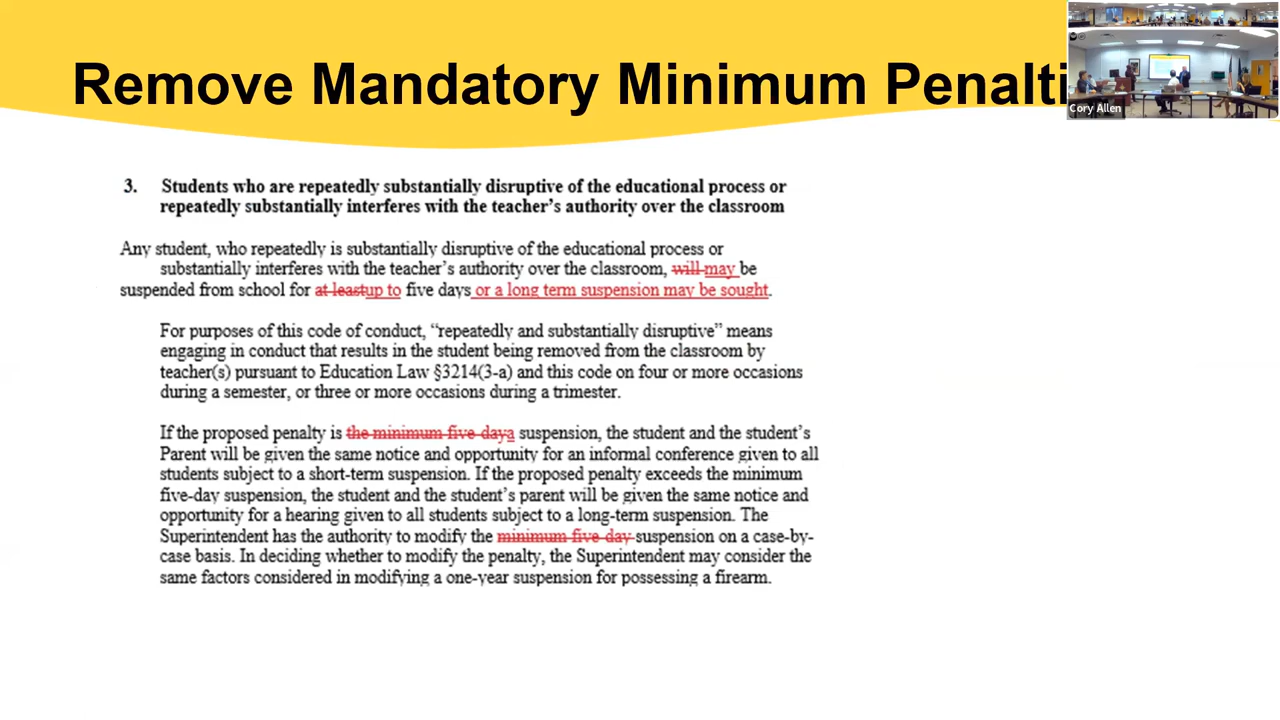 Remove Mandatory Minimum Penalti
Cory Allen
3. Students who are repeatedly substantially disruptive of the educational process or
repeatedly substantially interferes with the teacher's authority over the classroom
Any student, who repeatedly is substantially disruptive of the educational process or
substantially interferes with the teacher's authority over the classroom, will may be
suspended from school for at leastup to five days or a long term suspension may be sought.
For purposes of this code of conduct, “repeatedly and substantially disruptive” means
engaging in conduct that results in the student being removed from the classroom by
teacher(s) pursuant to Education Law §3214(3-a) and this code on four or more occasions
during a semester, or three or more occasions during a trimester.
If the proposed penalty is the minimum five daya suspension, the student and the student's
Parent will be given the same notice and opportunity for an informal conference given to all
students subject to a short-term suspension. If the proposed penalty exceeds the minimum
five-day suspension, the student and the student's parent will be given the same notice and
opportunity for a hearing given to all students subject to a long-term suspension. The
Superintendent has the authority to modify the minimum five day suspension on a case-by-
case basis. In deciding whether to modify the penalty, the Superintendent may consider the
same factors considered in modifying a one-year suspension for possessing a firearm.